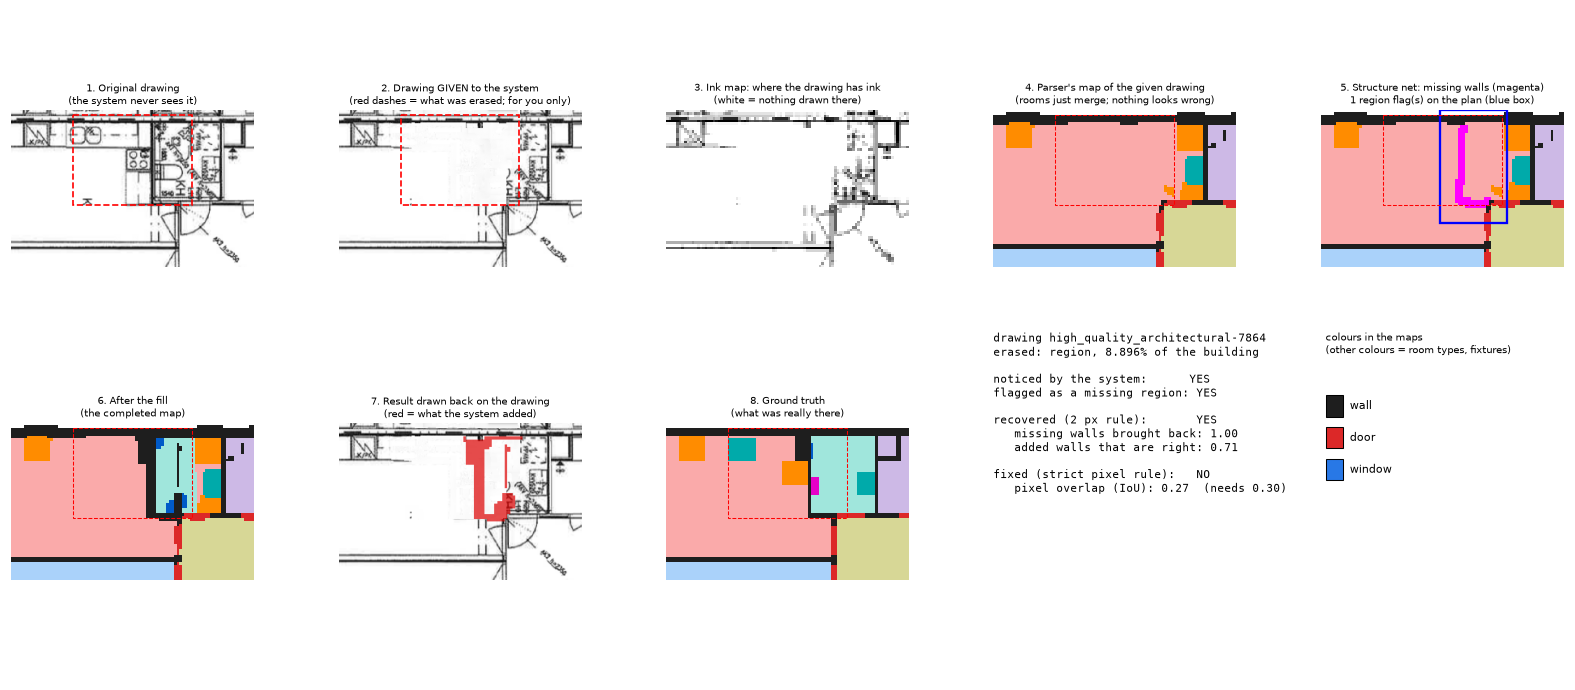 1. Original drawing
(the system never sees it)
2. Drawing GIVEN to the system
(red dashes = what was erased; for you only)
3. Ink map: where the drawing has ink
(white = nothing drawn there)
4. Parser's map of the given drawing
(rooms just merge; nothing looks wrong)
5. Structure net: missing walls (magenta)
1 region flag(s) on the plan (blue box)
drawing high_quality_architectural-7864
erased: region, 8.896% of the building
noticed by the system: YES
flagged as a missing region: YES
recovered (2 px rule): YES
missing walls brought back: 1.00
added walls that are right: 0.71
fixed (strict pixel rule): NO
pixel overlap (IoU): 0.27 (needs 0.30)
colours in the maps
(other colours = room types, fixtures)
wall
door
window
6. After the fill
(the completed map)
7. Result drawn back on the drawing
(red = what the system added)
8. Ground truth
(what was really there)